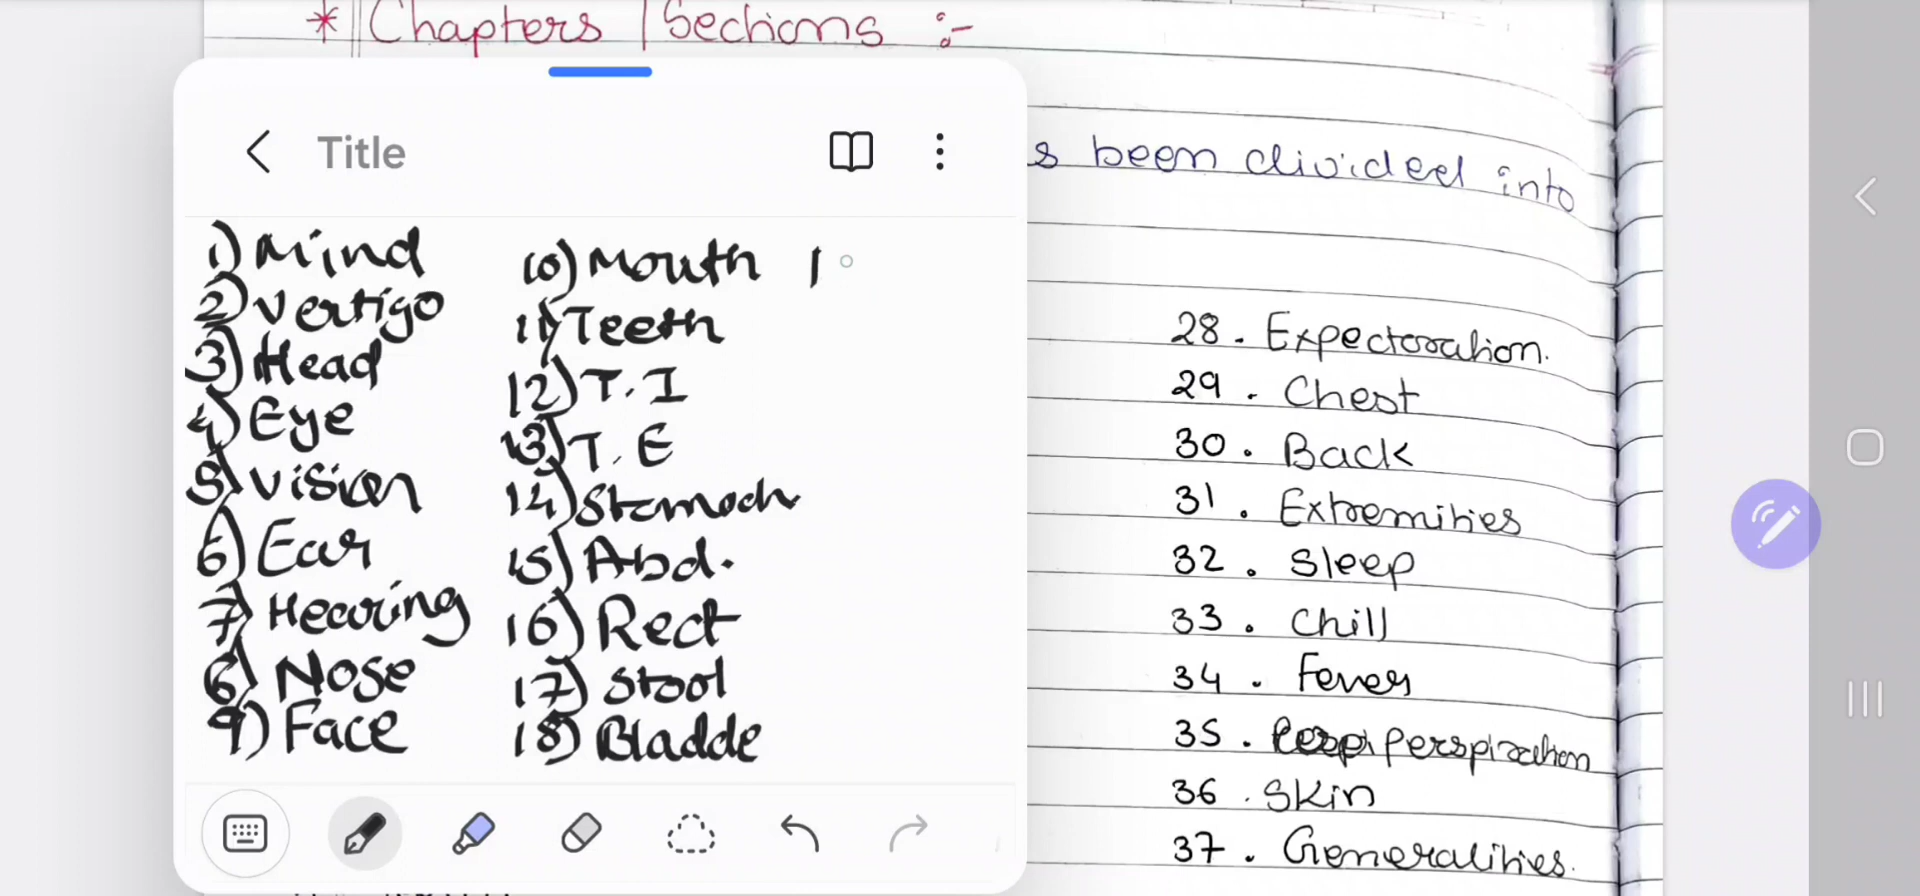 * Chapters | Sections :-
s been divided into
Title
1) Mind
2) Vertigo
3) Head
4) Eye
5) Vision
6) Ear
7) Hearing
8) Nose
9) Face
10) Mouth
11) Teeth
12) T.I
13) T.E
14) Stomach
15) Abd.
16) Rect
17) Stool
18) Bladde
1
28. Expectoration.
29. Chest
30. Back
31. Extremities
32. Sleep
33. Chill
34. Fever
35. perspiration
36. Skin
37. Generalities.